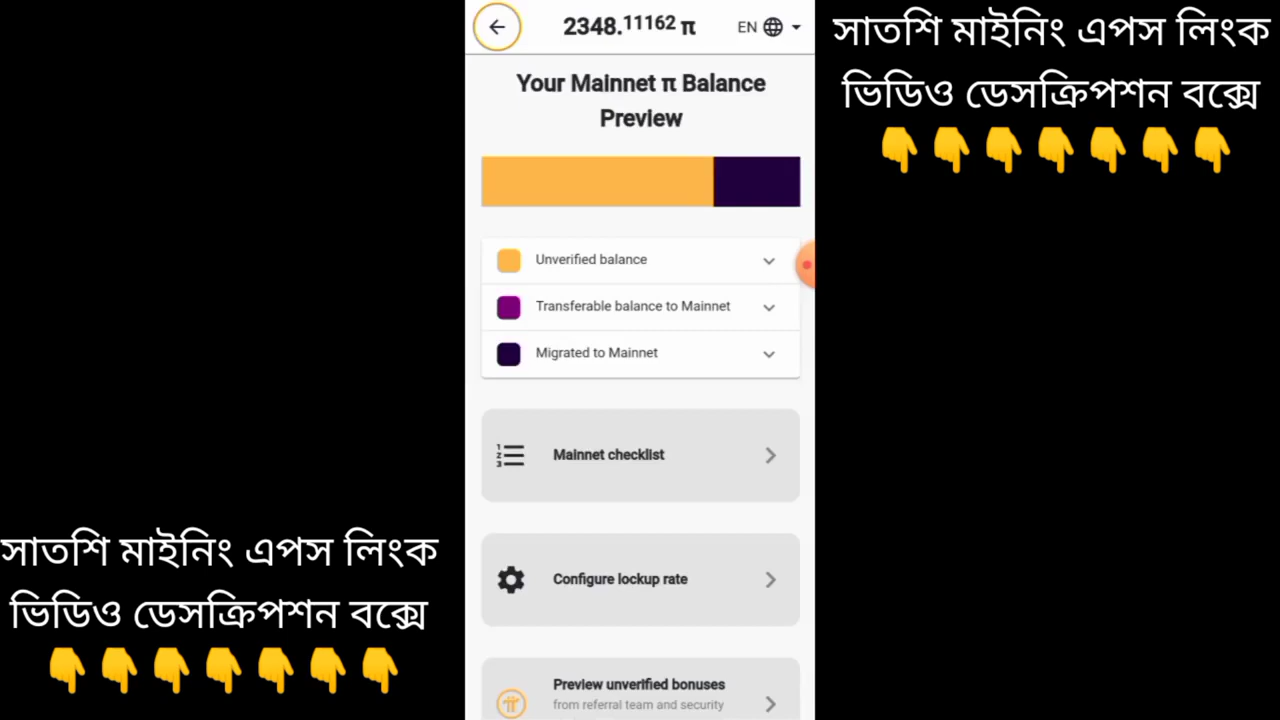 2348.11162 π
EN
Your Mainnet π Balance
Preview
Unverified balance
Transferable balance to Mainnet
Migrated to Mainnet
Mainnet checklist
Configure lockup rate
Preview unverified bonuses
from referral team and security
সাতশি মাইনিং এপস লিংক
ভিডিও ডেসক্রিপশন বক্সে
👇👇👇👇👇👇👇
সাতশি মাইনিং এপস লিংক
ভিডিও ডেসক্রিপশন বক্সে
👇👇👇👇👇👇👇